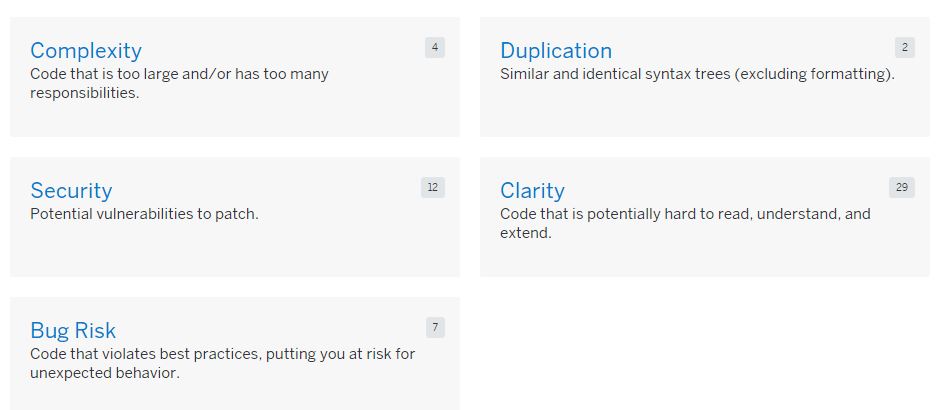 Complexity
4
Code that is too large and/or has too many
responsibilities.
Duplication
2
Similar and identical syntax trees (excluding formatting).
Security
12
Potential vulnerabilities to patch.
Clarity
29
Code that is potentially hard to read, understand, and
extend.
Bug Risk
7
Code that violates best practices, putting you at risk for
unexpected behavior.